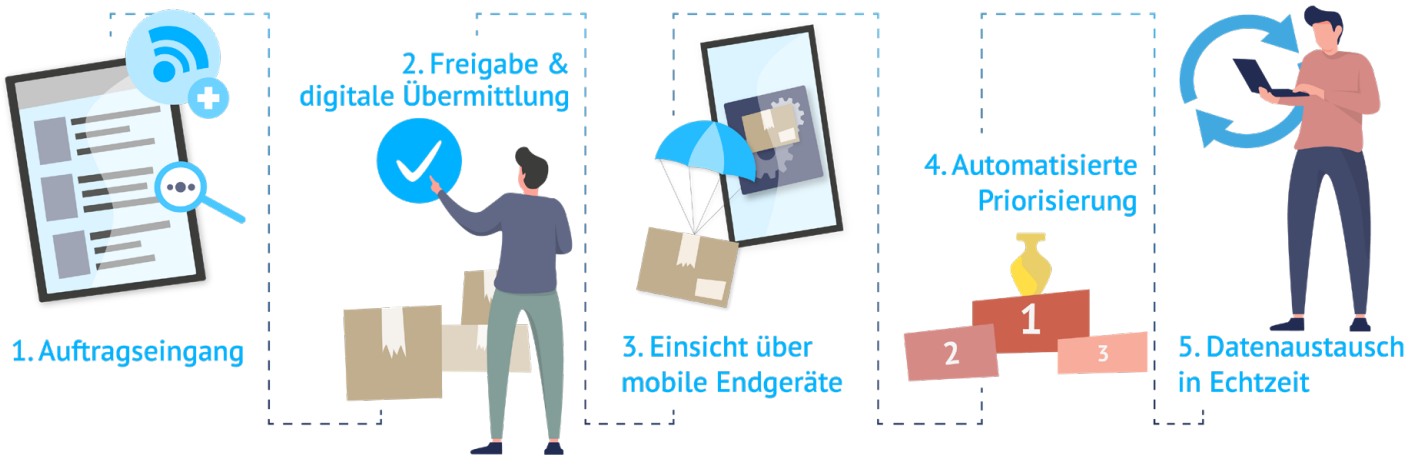 1. Auftragseingang
2. Freigabe &
digitale Übermittlung
3. Einsicht über
mobile Endgeräte
4. Automatisierte
Priorisierung
1
2
3
5. Datenaustausch
in Echtzeit